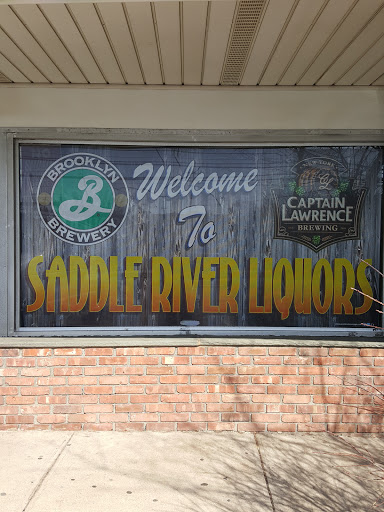 BROOKLYN
B
BREWERY
Welcome
To
SADDLE RIVER LIQUORS
NEW YORK
CAPTAIN
LAWRENCE
BREWING